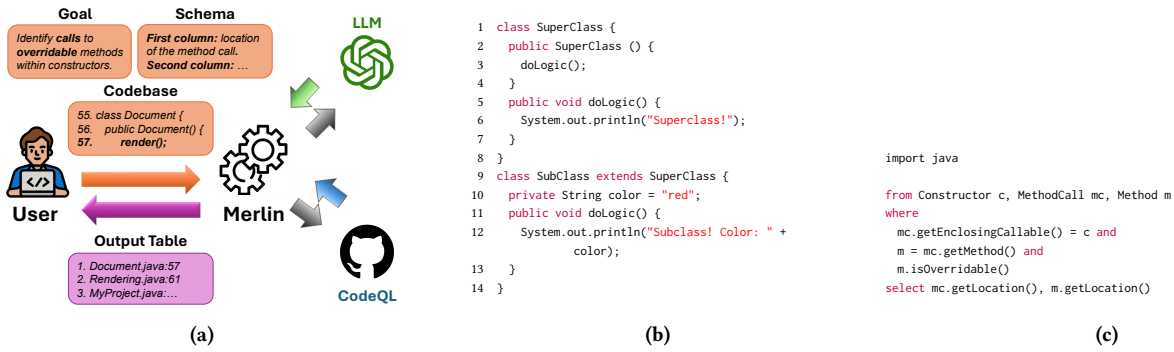 Goal
Identify calls to
overridable methods
within constructors.
Schema
First column: location
of the method call.
Second column: ...
LLM
Codebase
55. class Document {
56. public Document() {
57. render();
User
Merlin
Output Table
1. Document.java:57
2. Rendering.java:61
3. MyProject.java:...
CodeQL
(a)
1 class SuperClass {
2 public SuperClass () {
3 doLogic();
4 }
5 public void doLogic() {
6 System.out.println("Superclass!");
7 }
8 }
9 class SubClass extends SuperClass {
10 private String color = "red";
11 public void doLogic() {
12 System.out.println("Subclass! Color: " +
color);
13 }
14 }
(b)
import java
from Constructor c, MethodCall mc, Method m
where
mc.getEnclosingCallable() = c and
m = mc.getMethod() and
m.isOverridable()
select mc.getLocation(), m.getLocation()
(c)